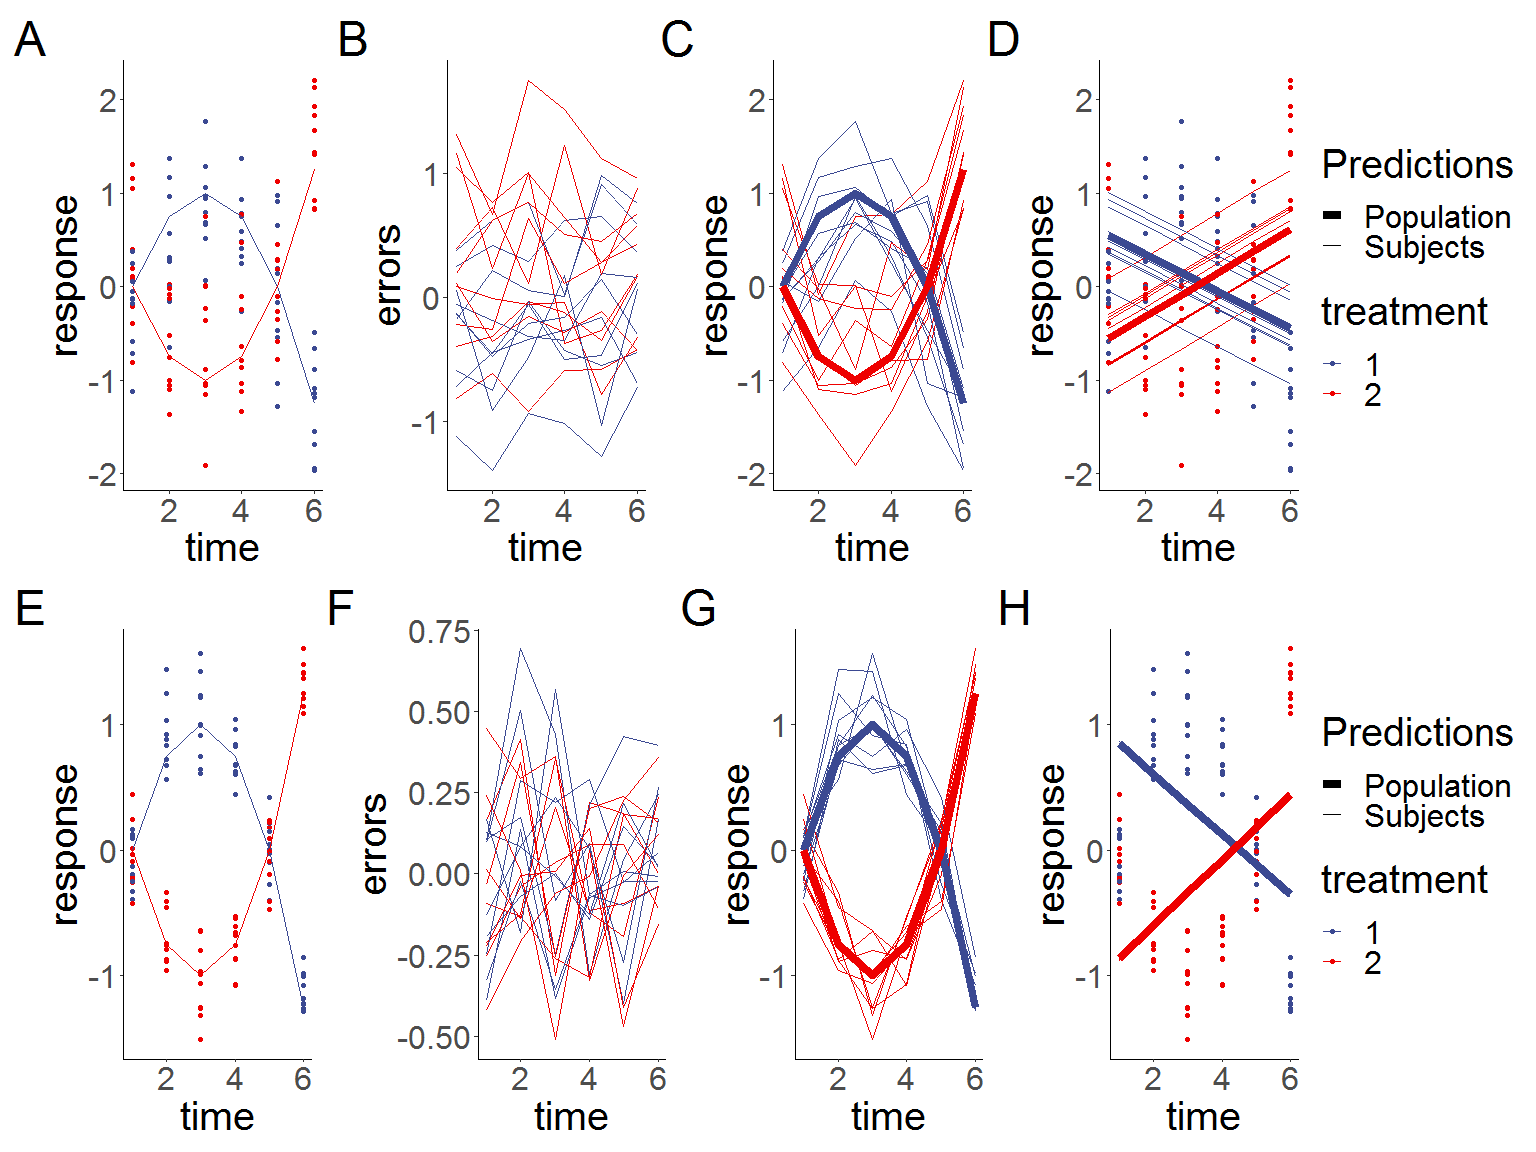 A
B
C
D
response
2
1
0
-1
-2
2
4
6
time
errors
1
0
-1
2
4
6
time
response
2
1
0
-1
-2
2
4
6
time
response
2
1
0
-1
-2
2
4
6
time
Predictions
Population
Subjects
treatment
1
2
E
F
G
H
response
1
0
-1
2
4
6
time
errors
0.75
0.50
0.25
0.00
-0.25
-0.50
2
4
6
time
response
1
0
-1
2
4
6
time
response
1
0
-1
2
4
6
time
Predictions
Population
Subjects
treatment
1
2